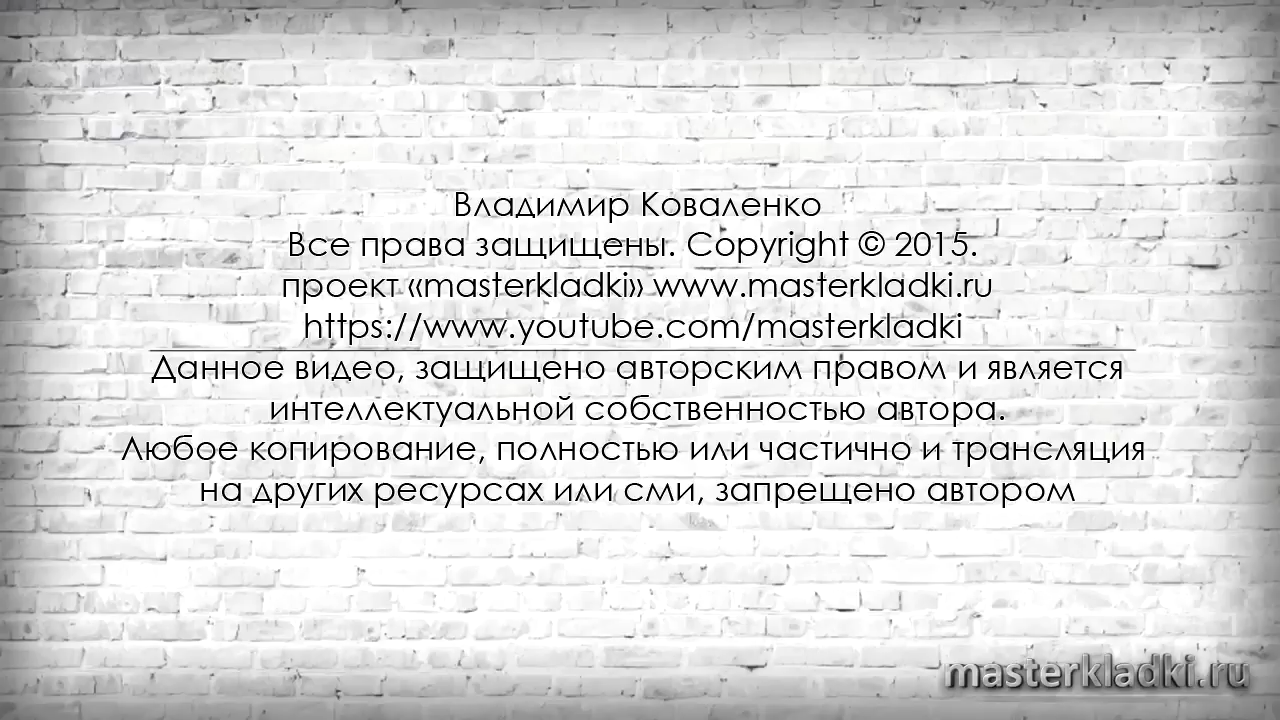 Владимир Коваленко
Все права защищены. Copyright © 2015.
проект «masterkladki» www.masterkladki.ru
https://www.youtube.com/masterkladki
Данное видео, защищено авторским правом и является
интеллектуальной собственностью автора.
Любое копирование, полностью или частично и трансляция
на других ресурсах или сми, запрещено автором
masterkladki.ru